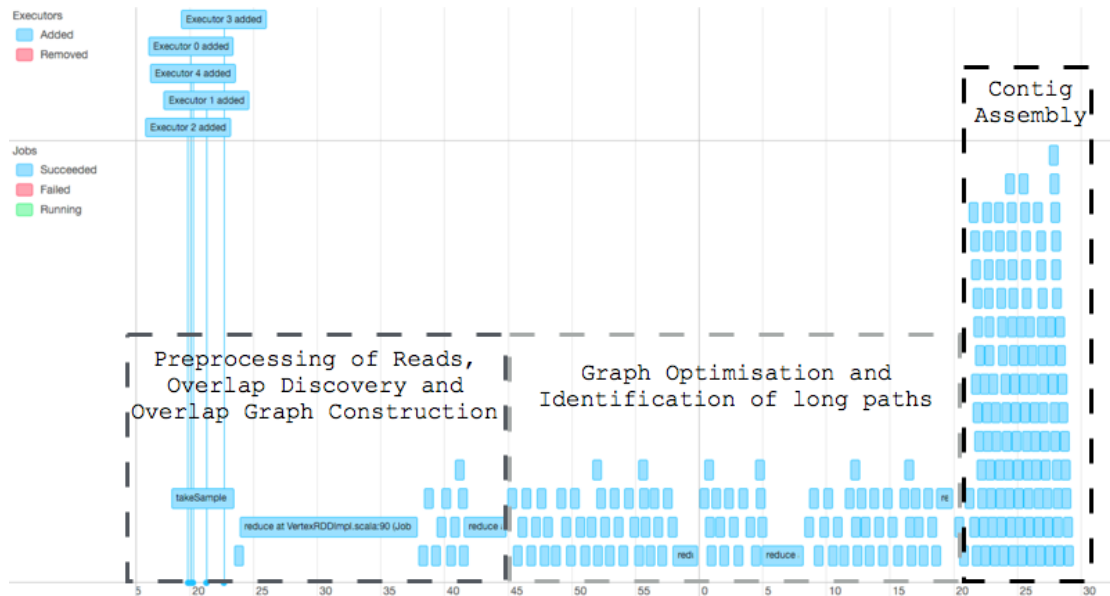 Executors
Added
Removed
Executor 3 added
Executor 0 added
Executor 4 added
Executor 1 added
Executor 2 added
Jobs
Succeeded
Failed
Running
Contig
Assembly
Preprocessing of Reads,
Overlap Discovery and
Overlap Graph Construction
Graph Optimisation and
Identification of long paths
takeSample
re
reduce at VertexRDDImpl.scala:90 (Job
reduce
redu
reduce
5 20 25 30 35 40 45 50 55 0 5 10 15 20 25 30